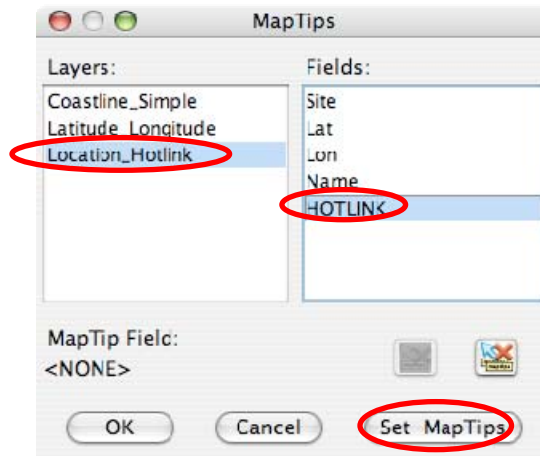 MapTips
Layers:
Fields:
Coastline_Simple
Latitude_Longitude
Location_Hotlink
Site
Lat
Lon
Name
HOTLINK
MapTip Field:
<NONE>
OK
Cancel
Set MapTips